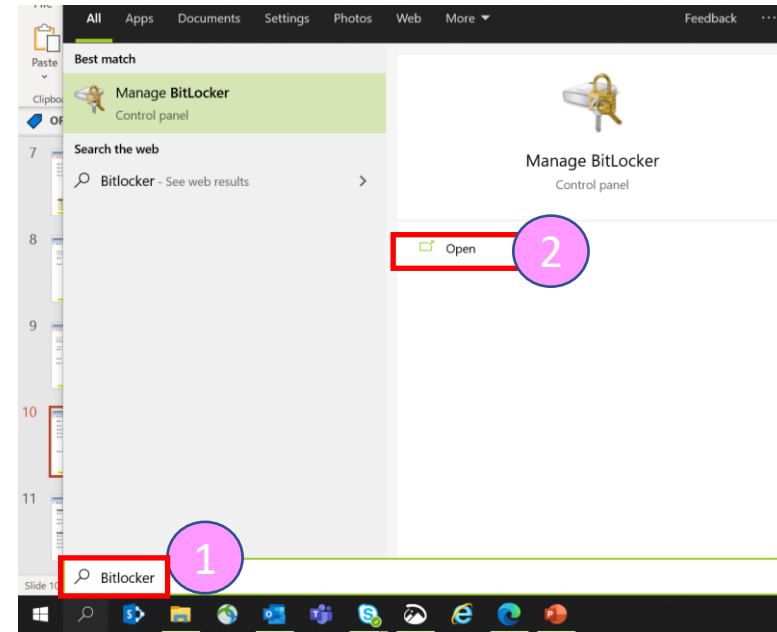 All Apps Documents Settings Photos Web More Feedback ...
Paste
Best match
Manage BitLocker
Control panel
Search the web
Bitlocker - See web results
Manage BitLocker
Control panel
Open
2
7
8
9
10
11
1
Bitlocker